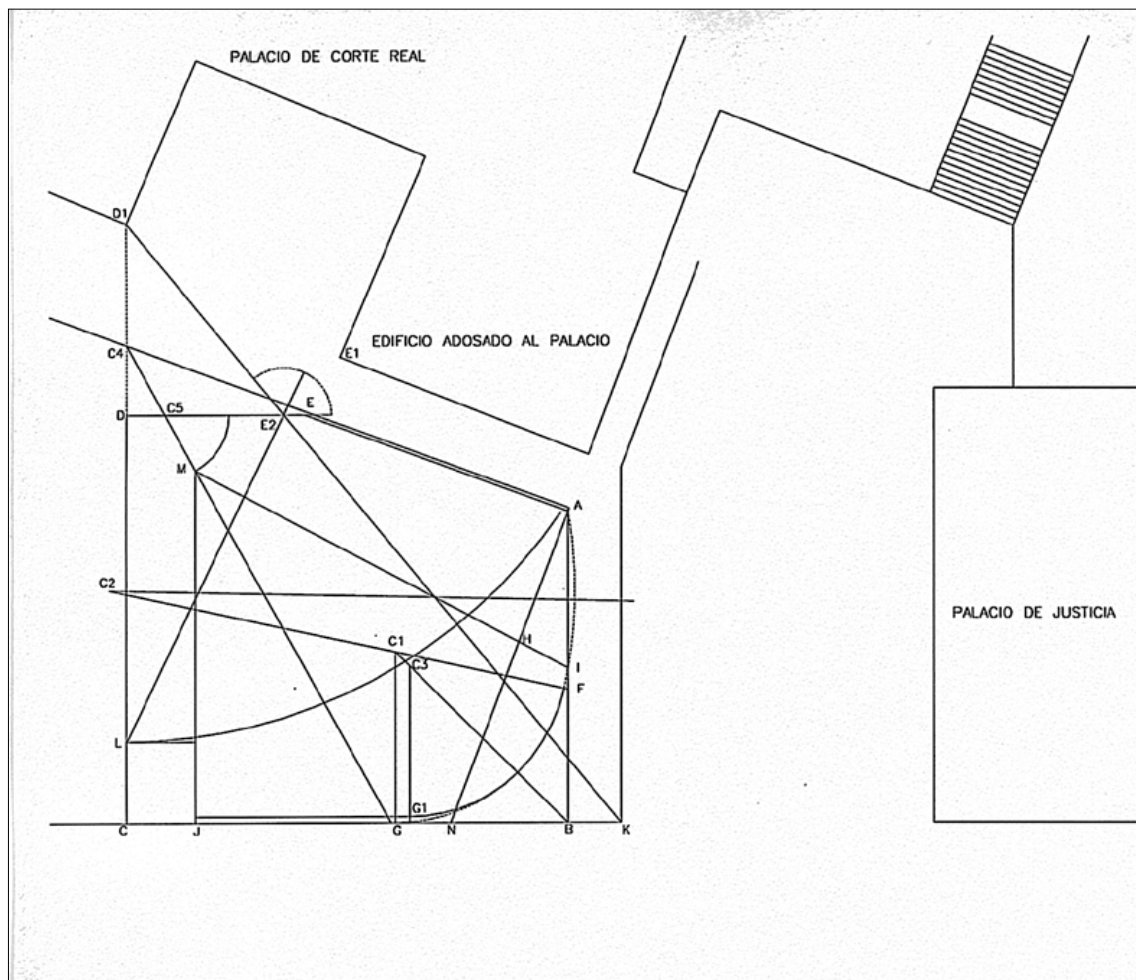 PALACIO DE CORTE REAL
D1
E1
EDIFICIO ADOSADO AL PALACIO
C4
D
C5
E
E2
M
A
C2
PALACIO DE JUSTICIA
C1
H
C3
I
F
L
G1
C
J
G
N
B
K